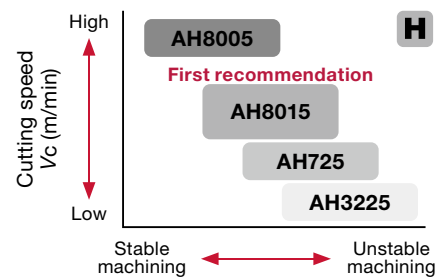 High
AH8005
H
First recommendation
AH8015
Cutting speed
Vc (m/min)
AH725
AH3225
Low
Stable
machining
Unstable
machining